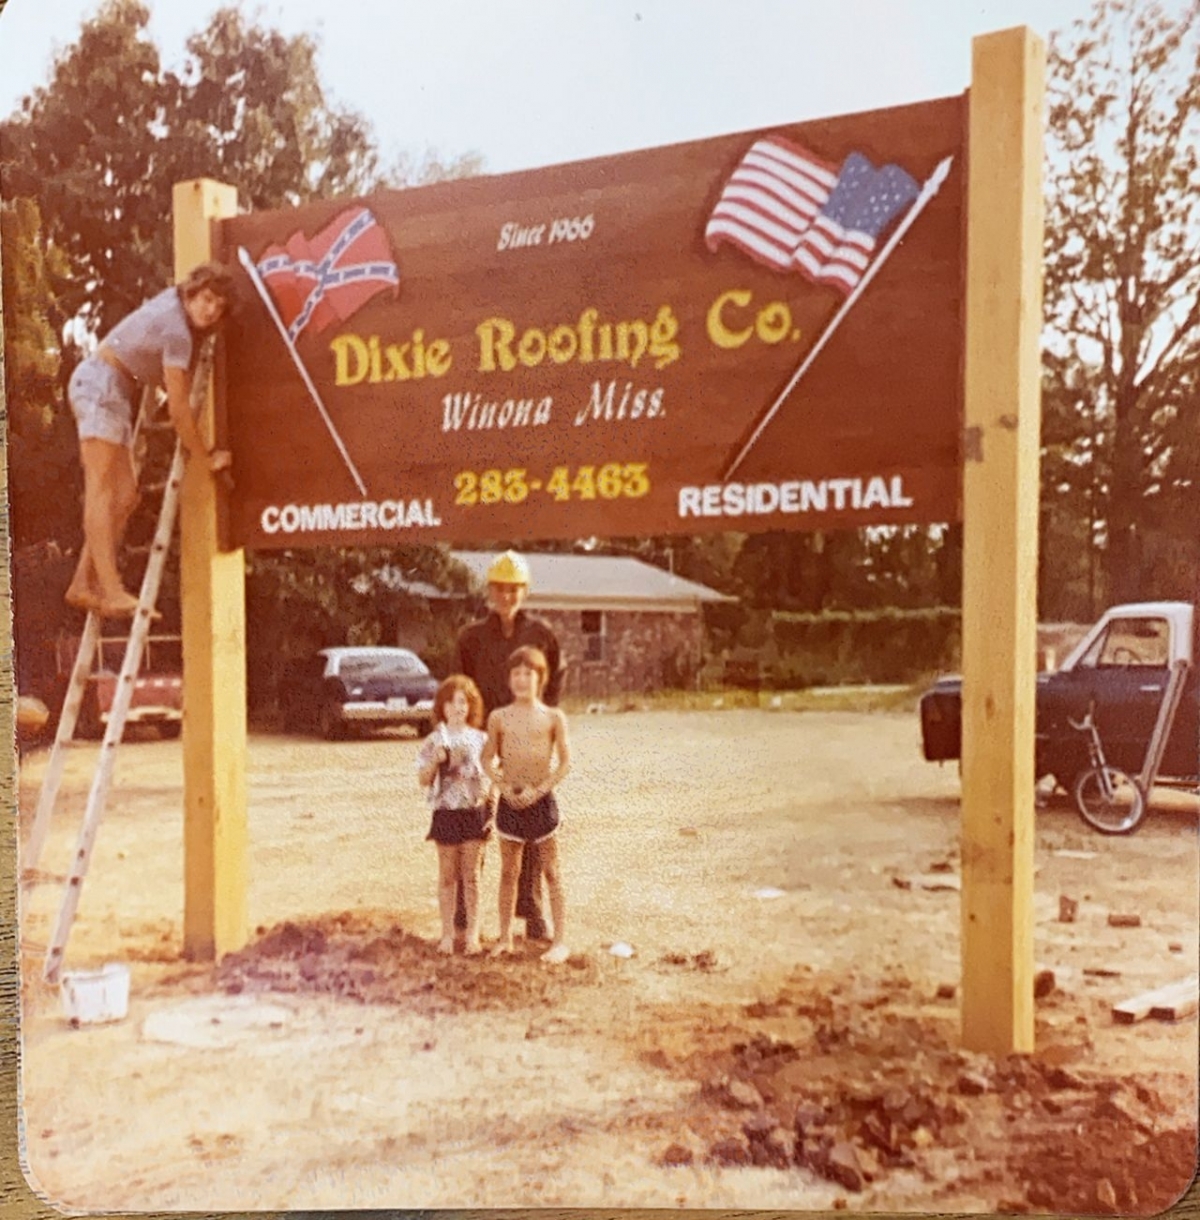 Since 1966
Dixie Roofing Co.
Winona Miss.
283-4463
COMMERCIAL
RESIDENTIAL